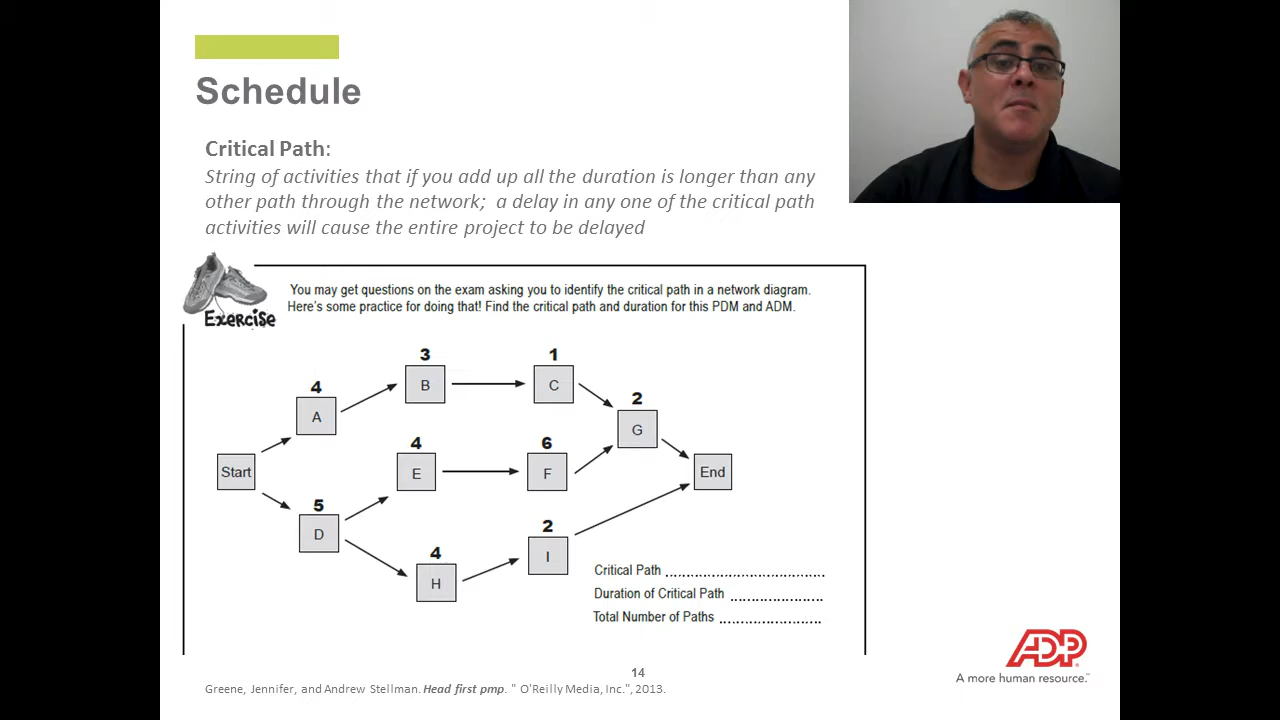 Schedule
Critical Path:
String of activities that if you add up all the duration is longer than any
other path through the network;  a delay in any one of the critical path
activities will cause the entire project to be delayed
Exercise
You may get questions on the exam asking you to identify the critical path in a network diagram.
Here's some practice for doing that! Find the critical path and duration for this PDM and ADM.
3
1
B
C
4
2
A
G
4
6
Start
E
F
End
5
D
2
4
I
H
Critical Path ........................................
Duration of Critical Path .......................
Total Number of Paths ..........................
ADP
A more human resource.™
14
Greene, Jennifer, and Andrew Stellman. Head first pmp. " O'Reilly Media, Inc.", 2013.